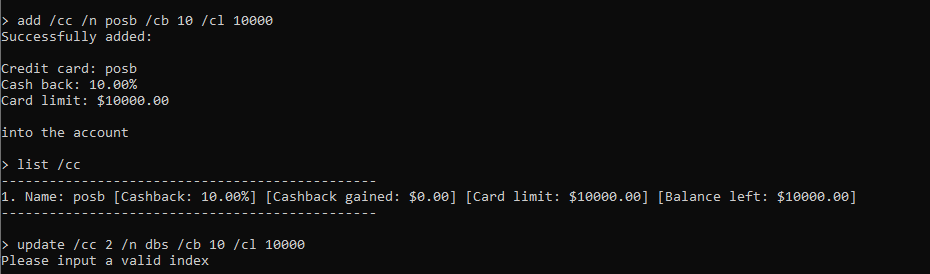 > add /cc /n posb /cb 10 /cl 10000
Successfully added:
Credit card: posb
Cash back: 10.00%
Card limit: $10000.00
into the account
> list /cc
-----------------------------------------------
1. Name: posb [Cashback: 10.00%] [Cashback gained: $0.00] [Card limit: $10000.00] [Balance left: $10000.00]
-----------------------------------------------
> update /cc 2 /n dbs /cb 10 /cl 10000
Please input a valid index